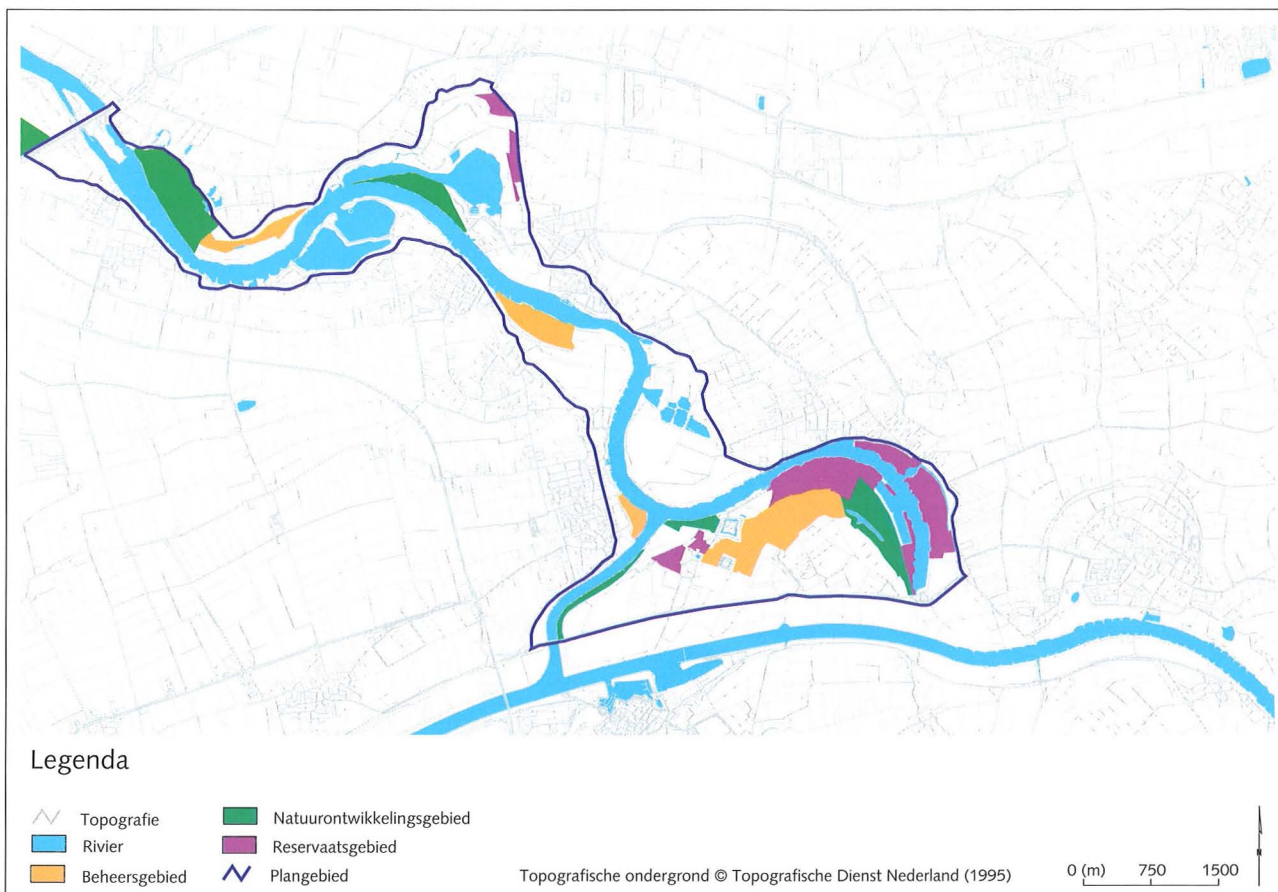 Legenda
Topografie
Rivier
Beheersgebied
Natuurontwikkelingsgebied
Reservaatsgebied
Plangebied
Topografische ondergrond © Topografische Dienst Nederland (1995)
0 (m) 750 1500
N